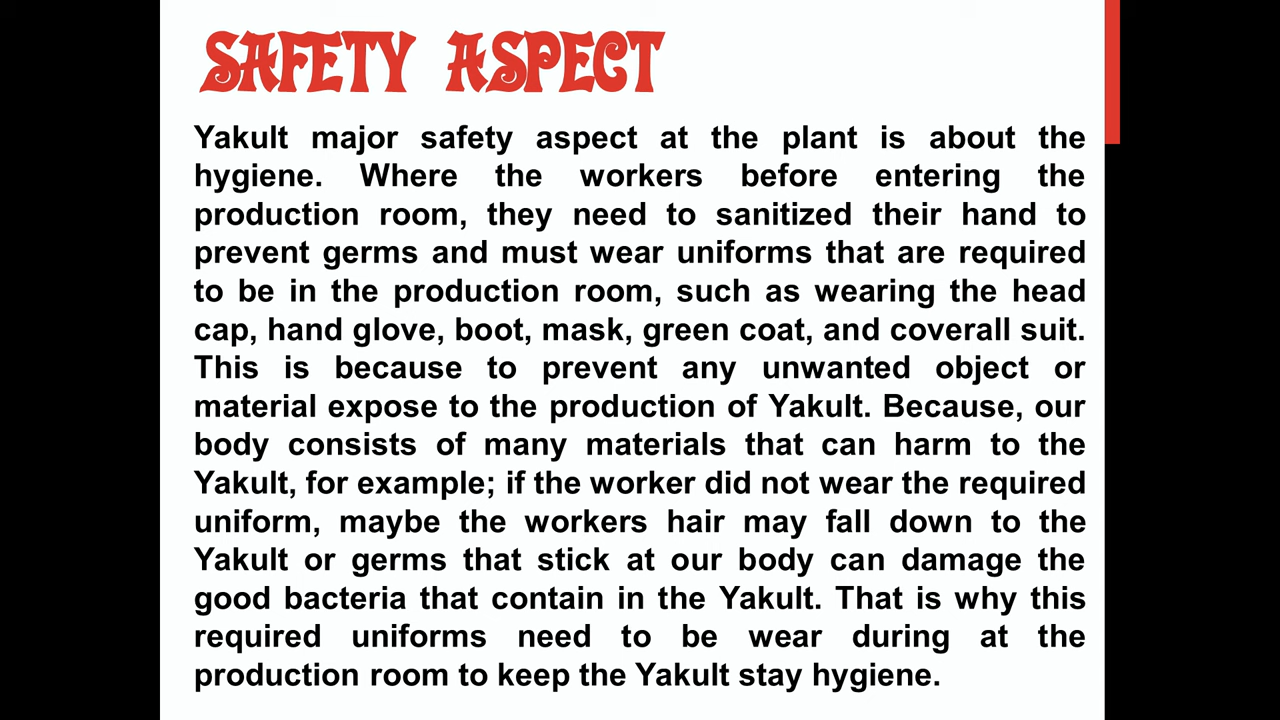 SAFETY ASPECT
Yakult major safety aspect at the plant is about the
hygiene. Where the workers before entering the
production room, they need to sanitized their hand to
prevent germs and must wear uniforms that are required
to be in the production room, such as wearing the head
cap, hand glove, boot, mask, green coat, and coverall suit.
This is because to prevent any unwanted object or
material expose to the production of Yakult. Because, our
body consists of many materials that can harm to the
Yakult, for example; if the worker did not wear the required
uniform, maybe the workers hair may fall down to the
Yakult or germs that stick at our body can damage the
good bacteria that contain in the Yakult. That is why this
required uniforms need to be wear during at the
production room to keep the Yakult stay hygiene.